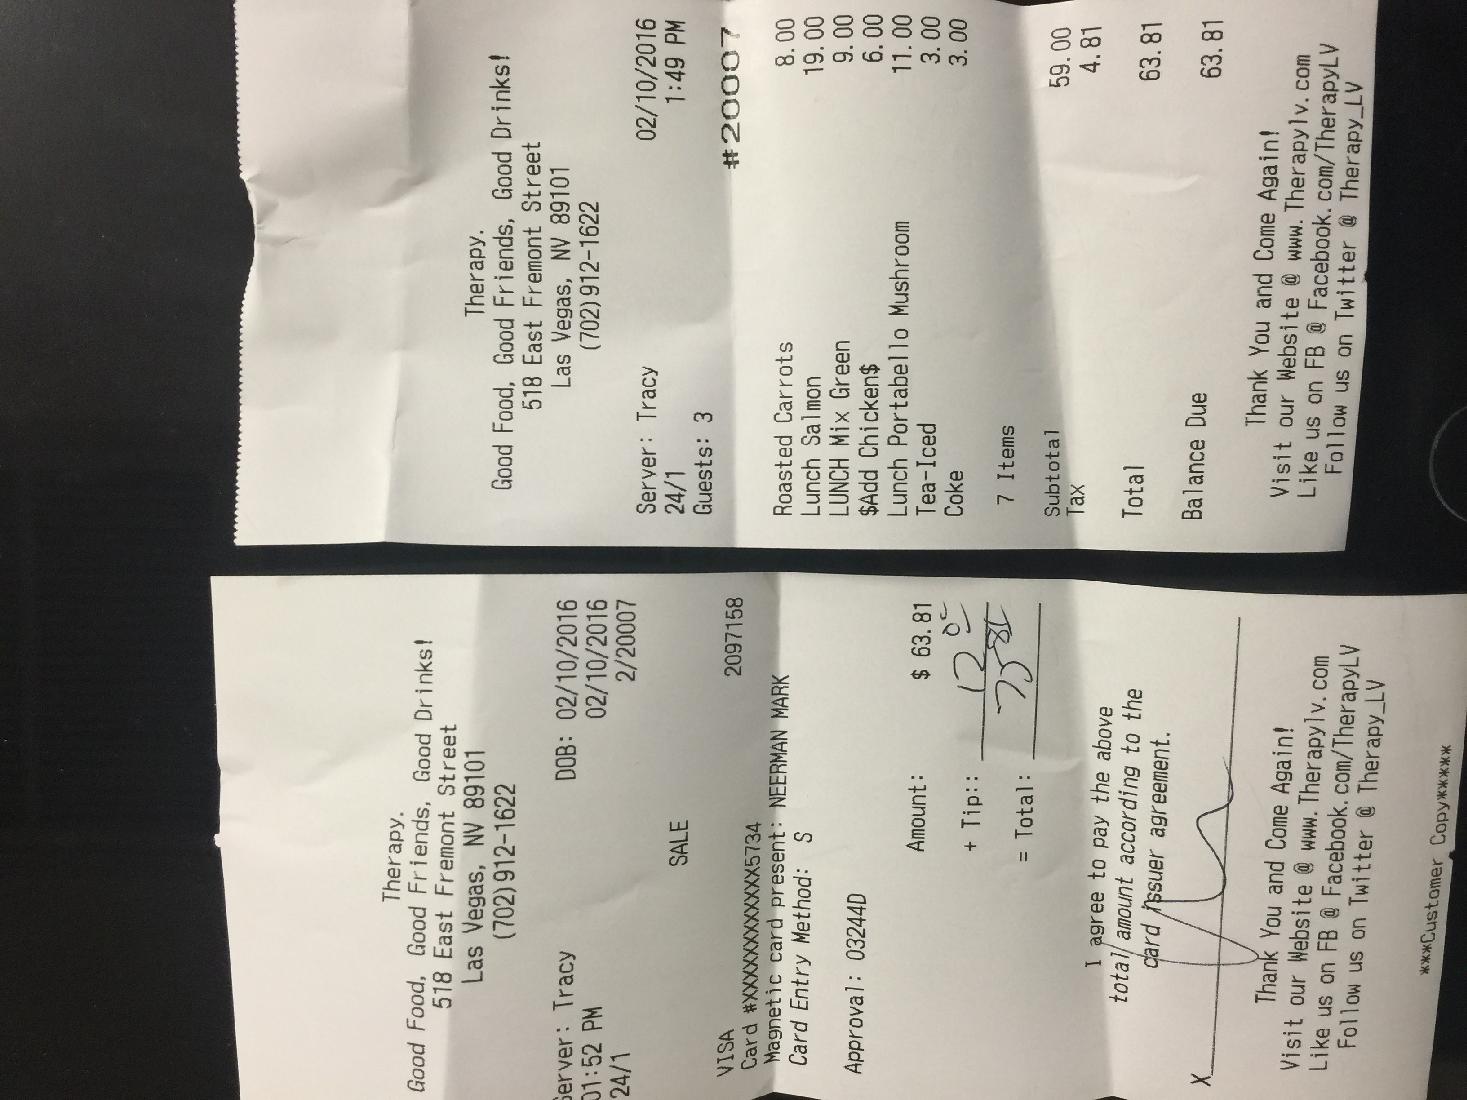 Therapy.
Good Food, Good Friends, Good Drinks!
518 East Fremont Street
Las Vegas, NV 89101
(702)912-1622
Server: Tracy 02/10/2016
24/1 1:49 PM
Guests: 3
#20007
Roasted Carrots 8.00
Lunch Salmon 19.00
LUNCH Mix Green 9.00
$Add Chicken$ 6.00
Lunch Portabello Mushroom 11.00
Tea-Iced 3.00
Coke 3.00
7 Items
Subtotal 59.00
Tax 4.81
Total 63.81
Balance Due 63.81
Thank You and Come Again!
Visit our Website @ www.Therapylv.com
Like us on FB @ Facebook.com/TherapyLV
Follow us on Twitter @ Therapy_LV
Therapy.
Good Food, Good Friends, Good Drinks!
518 East Fremont Street
Las Vegas, NV 89101
(702)912-1622
Server: Tracy DOB: 02/10/2016
01:52 PM 02/10/2016
24/1 2/20007
SALE
VISA 2097158
Card #XXXXXXXXXXXX5734
Magnetic card present: NEERMAN MARK
Card Entry Method: S
Approval: 03244D
Amount: $ 63.81
+ Tip:: 12 00
= Total: 75 81
I agree to pay the above
total amount according to the
card issuer agreement.
X
Thank You and Come Again!
Visit our Website @ www.Therapylv.com
Like us on FB @ Facebook.com/TherapyLV
Follow us on Twitter @ Therapy_LV
***Customer Copy*****